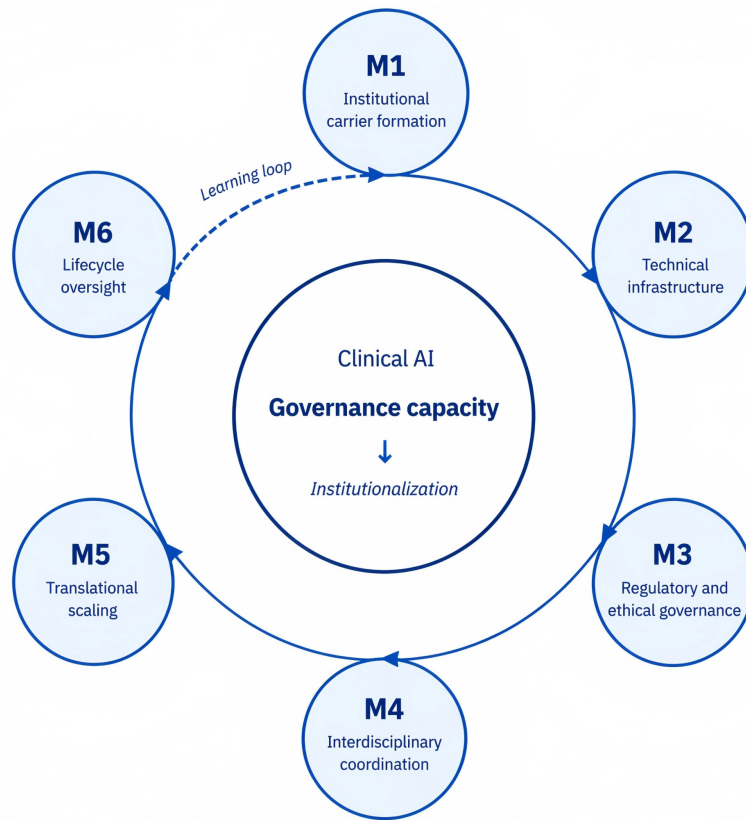 M1
Institutional
carrier formation
Learning loop
M6
Lifecycle
oversight
M2
Technical
infrastructure
Clinical AI
Governance capacity
↓
Institutionalization
M5
Translational
scaling
M3
Regulatory and
ethical governance
M4
Interdisciplinary
coordination